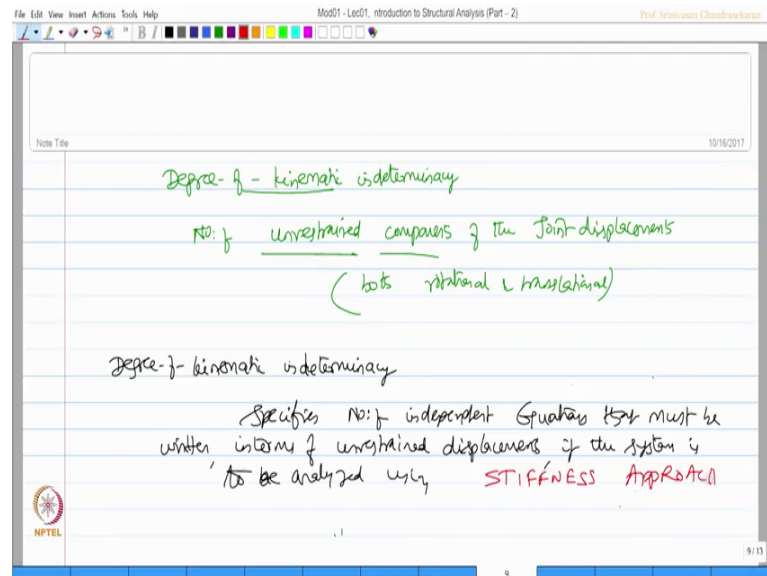 File Edit View Insert Actions Tools Help
Mod01 - Lec01, ntroduction to Structural Analysis (Part - 2)
Prof. Srinivasan Chandrasekaran
B I
Note Title
10/16/2017
Degree-of-kinematic indeterminacy
No: of unrestrained components of the Joint displacements
(both rotational & translational)
Degree-of-kinematic indeterminacy
Specifies No: of independent Equations that must be
written interms of unrestrained displacements, if the system is
to be analyzed using STIFFNESS APPROACH
NPTEL
9/13
9